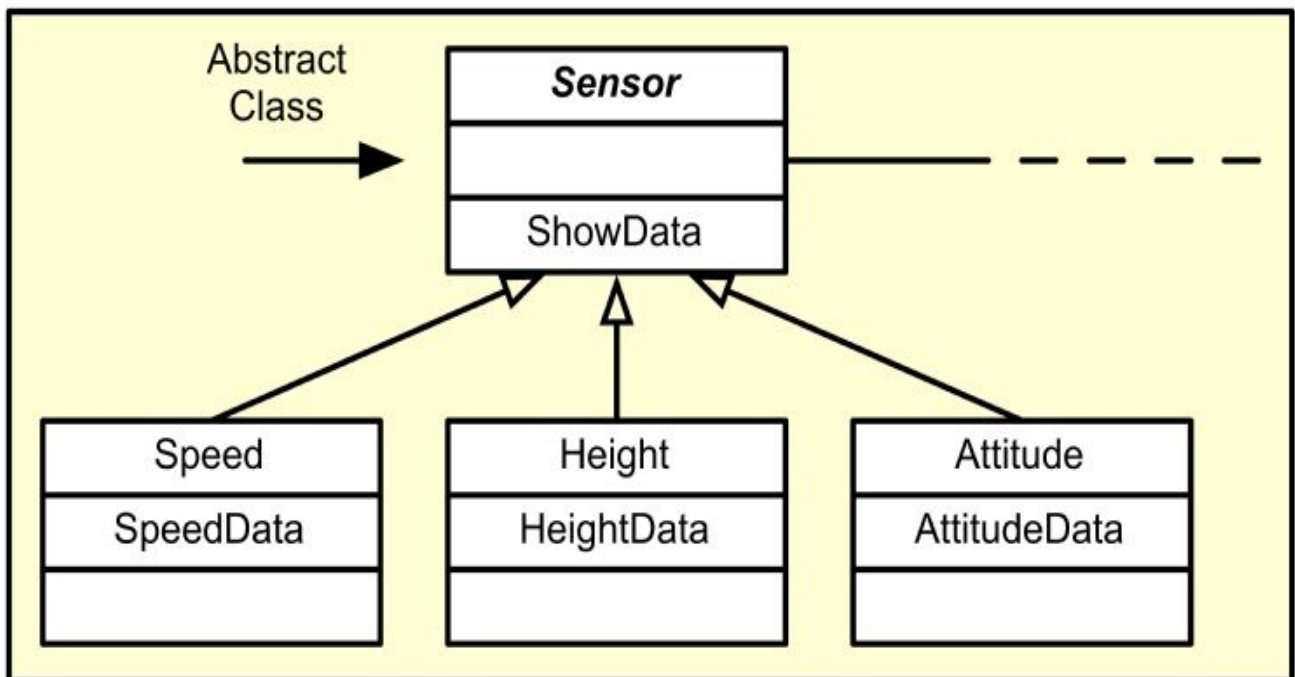 Abstract
Class
Sensor
ShowData
Speed
Height
Attitude
SpeedData
HeightData
AttitudeData